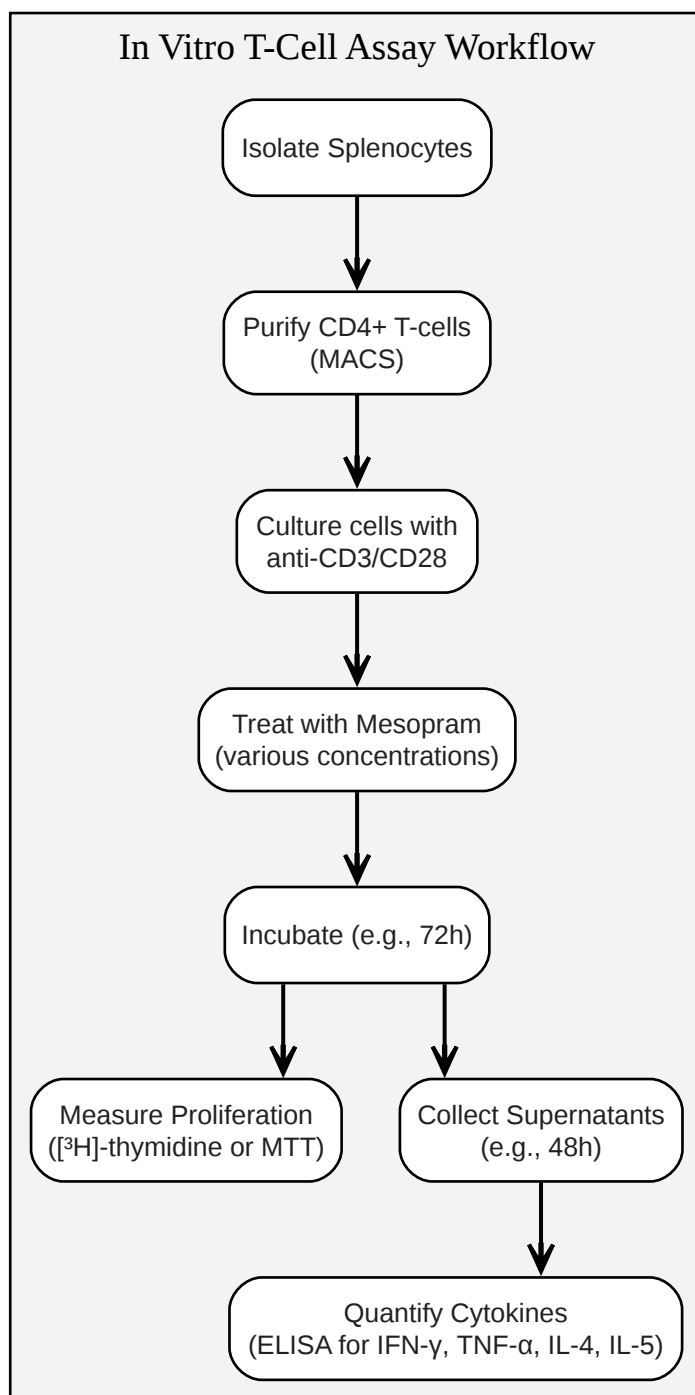 In Vitro T-Cell Assay Workflow
Isolate Splenocytes
Purify CD4+ T-cells
(MACS)
Culture cells with
anti-CD3/CD28
Treat with Mesopram
(various concentrations)
Incubate (e.g., 72h)
Measure Proliferation
([³H]-thymidine or MTT)
Collect Supernatants
(e.g., 48h)
Quantify Cytokines
(ELISA for IFN-γ, TNF-α, IL-4, IL-5)